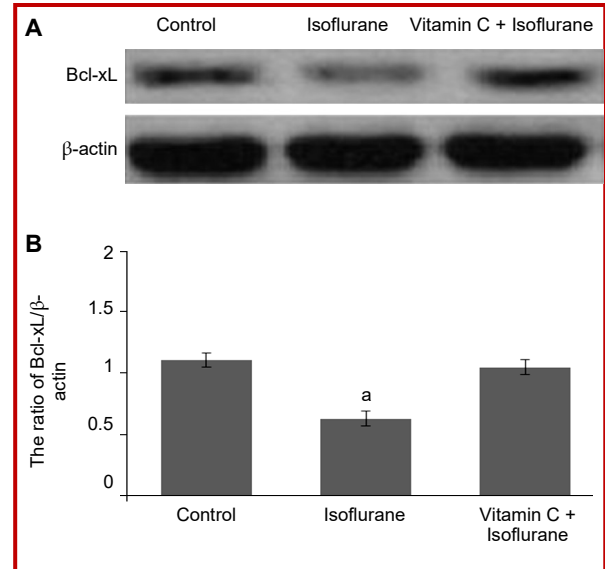 A
Control Isoflurane Vitamin C + Isoflurane
Bcl-xL
β-actin
B
The ratio of Bcl-xL/β-
actin
2
1.5
1
0.5
0
a
Control Isoflurane Vitamin C +
Isoflurane